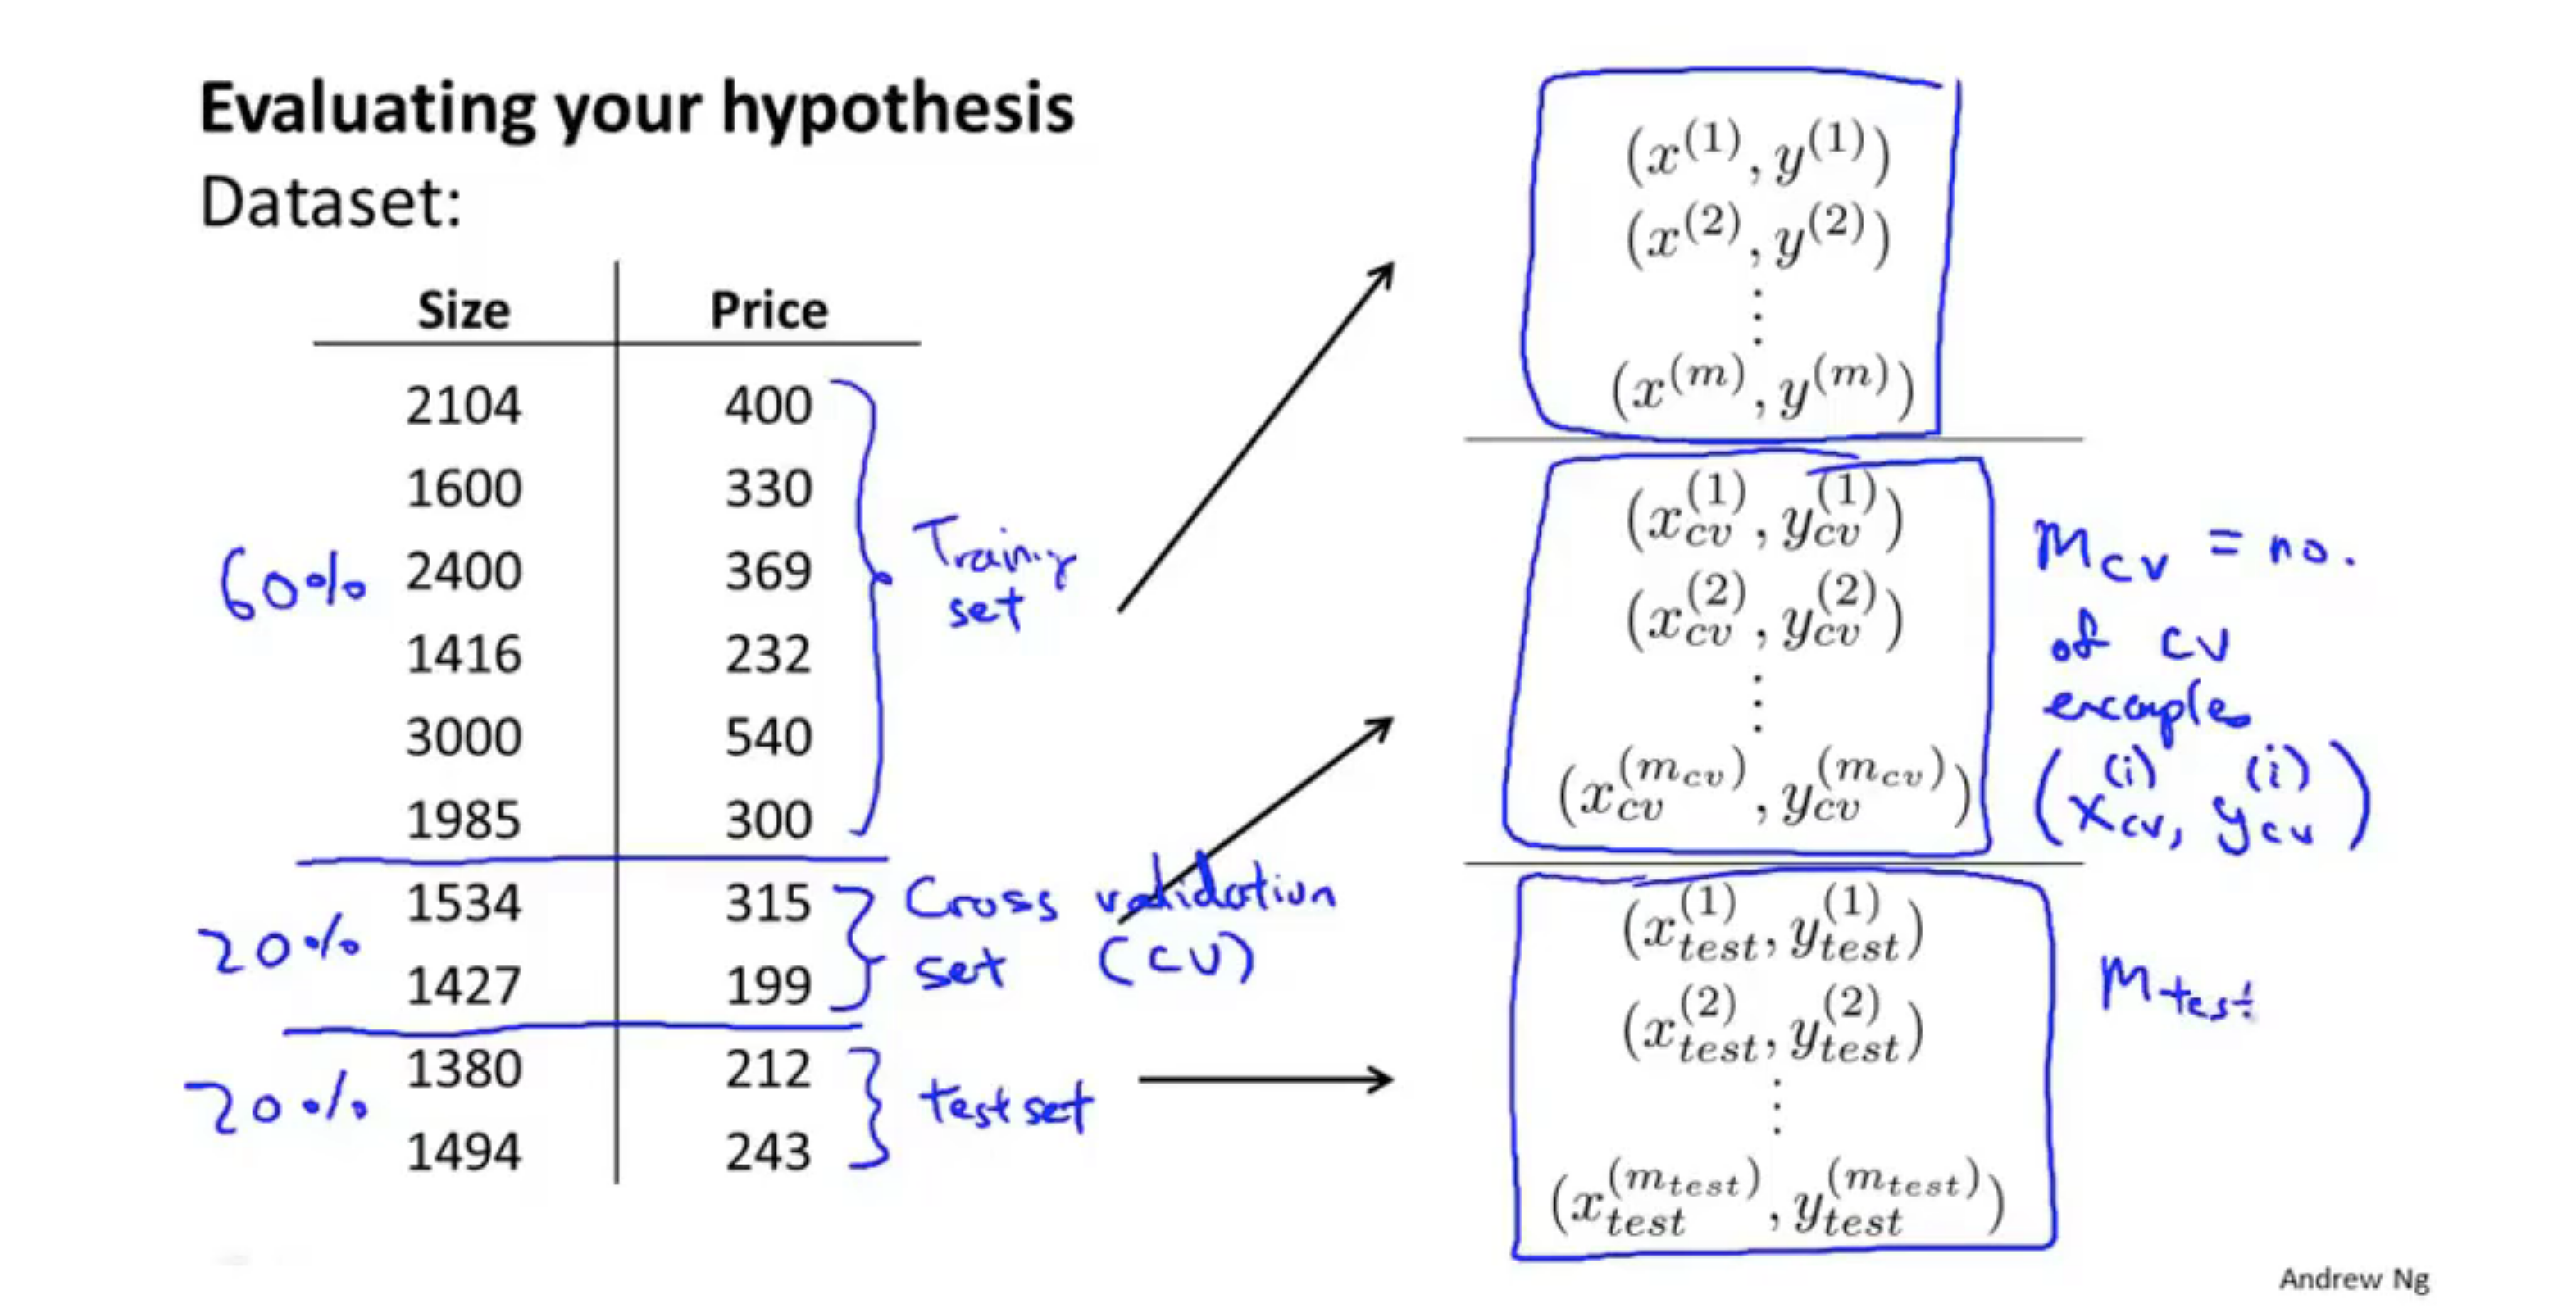 Evaluating your hypothesis
Dataset:
Size Price
2104 400
1600 330
2400 369
1416 232
3000 540
1985 300
1534 315
1427 199
1380 212
1494 243
60%
20%
20%
Training
set
Cross validation
set (CV)
test set
(x^{(1)}, y^{(1)})
(x^{(2)}, y^{(2)})
⋮
(x^{(m)}, y^{(m)})
(x_{cv}^{(1)}, y_{cv}^{(1)})
(x_{cv}^{(2)}, y_{cv}^{(2)})
⋮
(x_{cv}^{(m_{cv})}, y_{cv}^{(m_{cv})})
m_{cv} = no.
of CV
examples
(x_{cv}^{(i)}, y_{cv}^{(i)})
(x_{test}^{(1)}, y_{test}^{(1)})
(x_{test}^{(2)}, y_{test}^{(2)})
⋮
(x_{test}^{(m_{test})}, y_{test}^{(m_{test})})
m_{test}
Andrew Ng